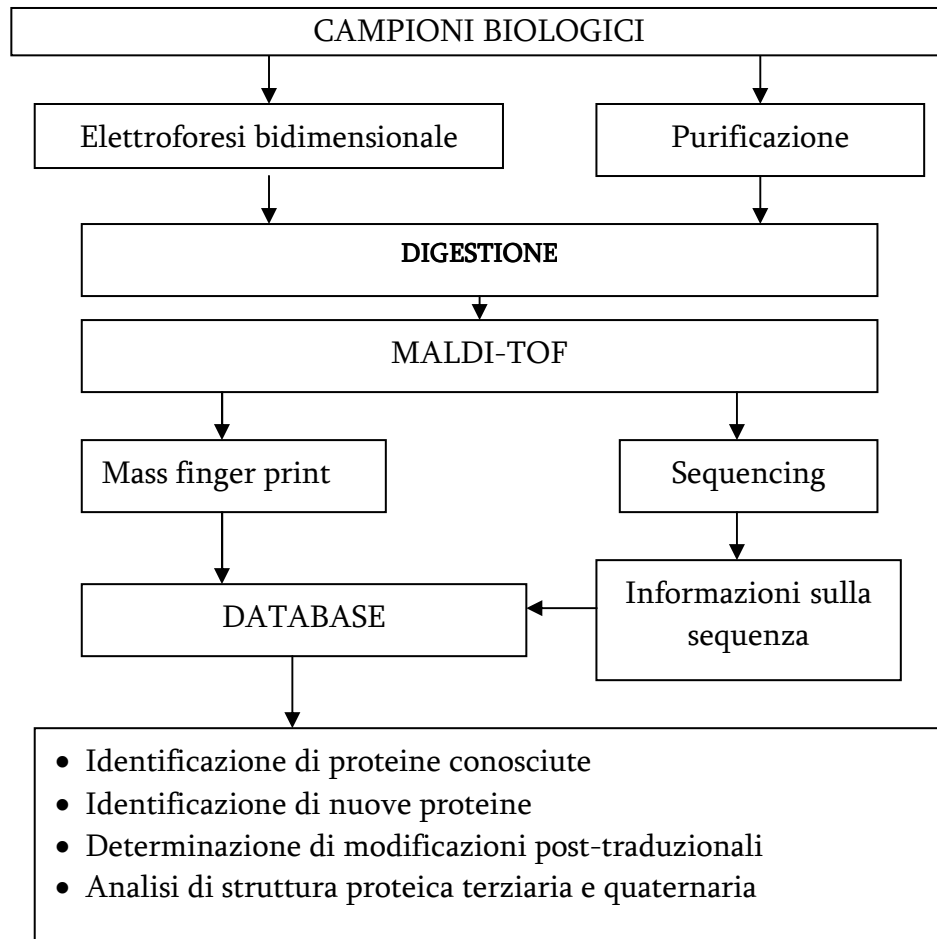 CAMPIONI BIOLOGICI
Elettroforesi bidimensionale
Purificazione
DIGESTIONE
MALDI-TOF
Mass finger print
Sequencing
Informazioni sulla
sequenza
DATABASE
• Identificazione di proteine conosciute
• Identificazione di nuove proteine
• Determinazione di modificazioni post-traduzionali
• Analisi di struttura proteica terziaria e quaternaria